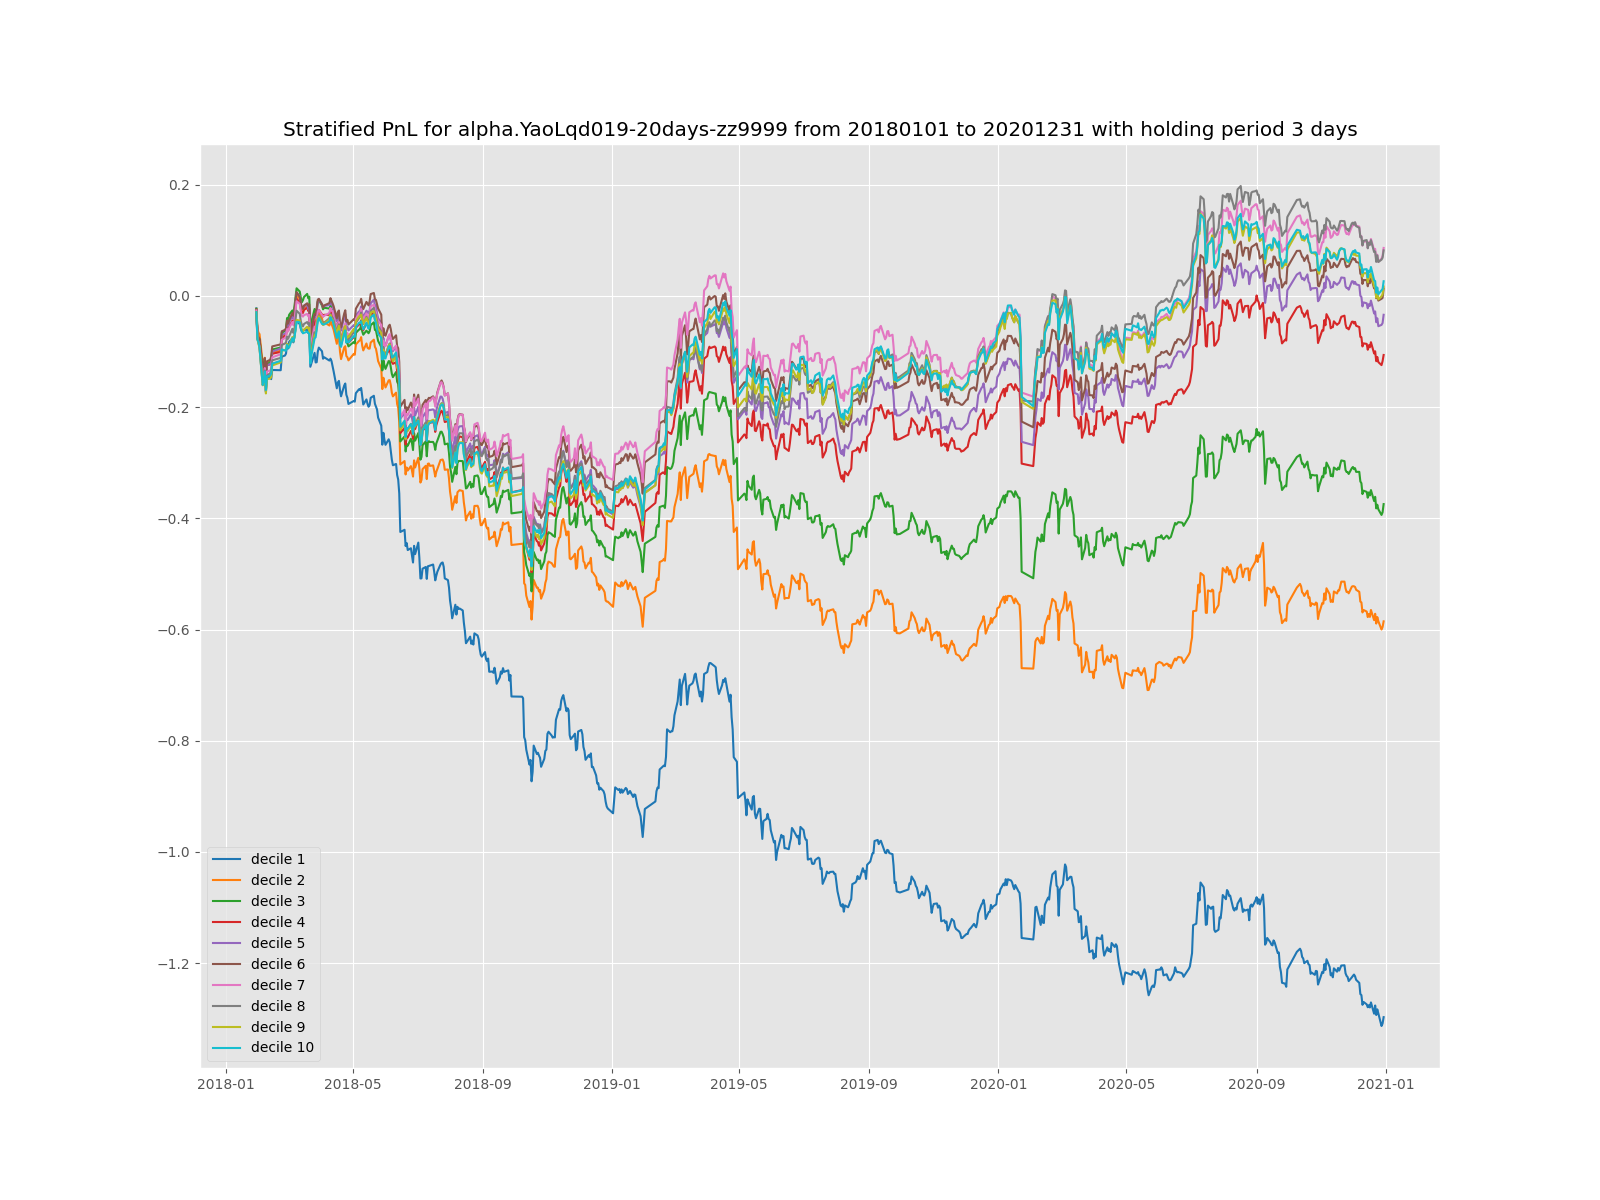 Stratified PnL for alpha.YaoLqd019-20days-zz9999 from 20180101 to 20201231 with holding period 3 days
0.2
0.0
−0.2
−0.4
−0.6
−0.8
−1.0
−1.2
decile 1
decile 2
decile 3
decile 4
decile 5
decile 6
decile 7
decile 8
decile 9
decile 10
2018-01 2018-05 2018-09 2019-01 2019-05 2019-09 2020-01 2020-05 2020-09 2021-01